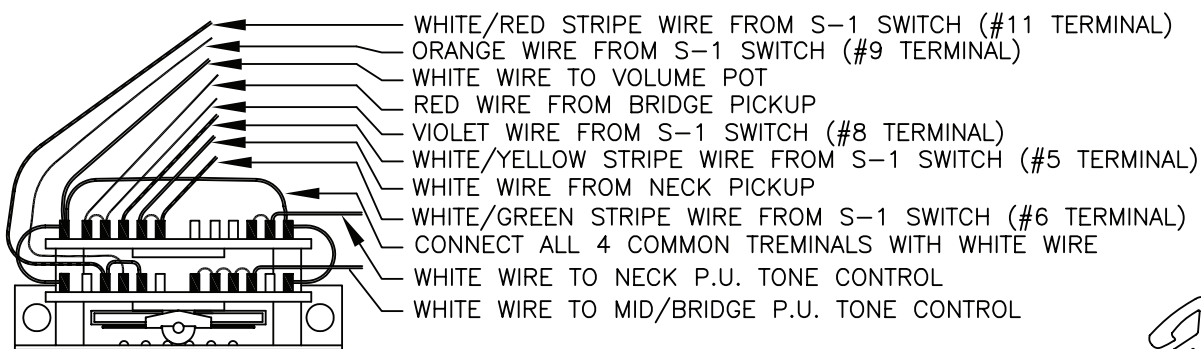 WHITE/RED STRIPE WIRE FROM S-1 SWITCH (#11 TERMINAL)
ORANGE WIRE FROM S-1 SWITCH (#9 TERMINAL)
WHITE WIRE TO VOLUME POT
RED WIRE FROM BRIDGE PICKUP
VIOLET WIRE FROM S-1 SWITCH (#8 TERMINAL)
WHITE/YELLOW STRIPE WIRE FROM S-1 SWITCH (#5 TERMINAL)
WHITE WIRE FROM NECK PICKUP
WHITE/GREEN STRIPE WIRE FROM S-1 SWITCH (#6 TERMINAL)
CONNECT ALL 4 COMMON TREMINALS WITH WHITE WIRE
WHITE WIRE TO NECK P.U. TONE CONTROL
WHITE WIRE TO MID/BRIDGE P.U. TONE CONTROL